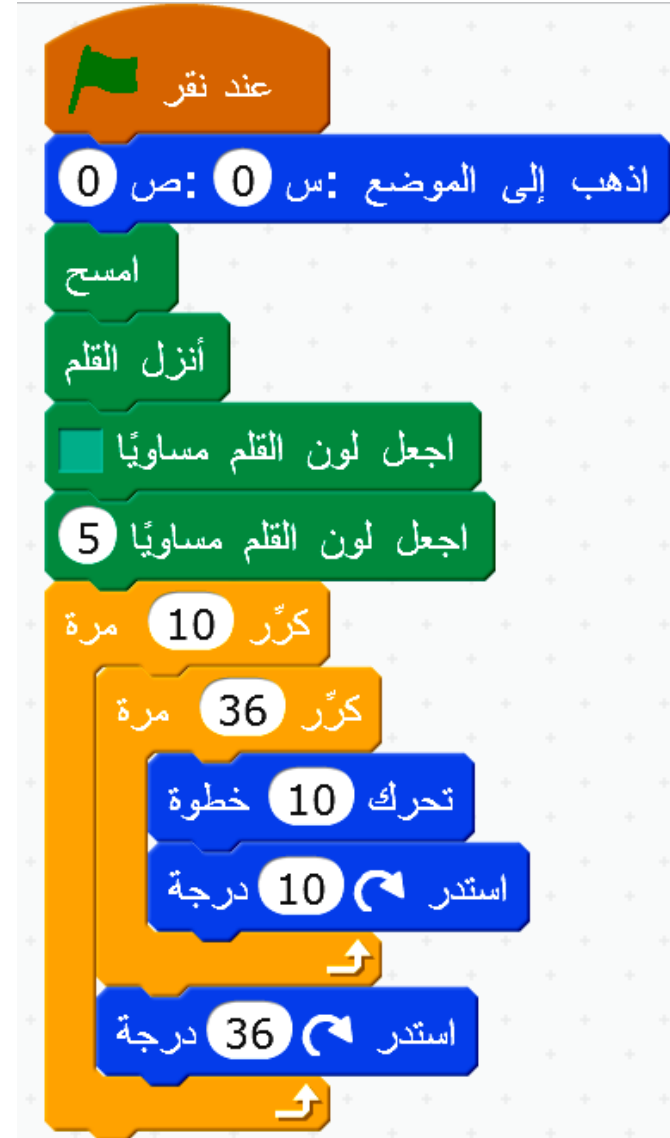 عند نقر
اذهب إلى الموضع :س 0 :ص 0
امسح
أنزل القلم
اجعل لون القلم مساويًا
اجعل لون القلم مساويًا 5
كرِّر 10 مرة
كرِّر 36 مرة
تحرك 10 خطوة
استدر 10 درجة
استدر 36 درجة